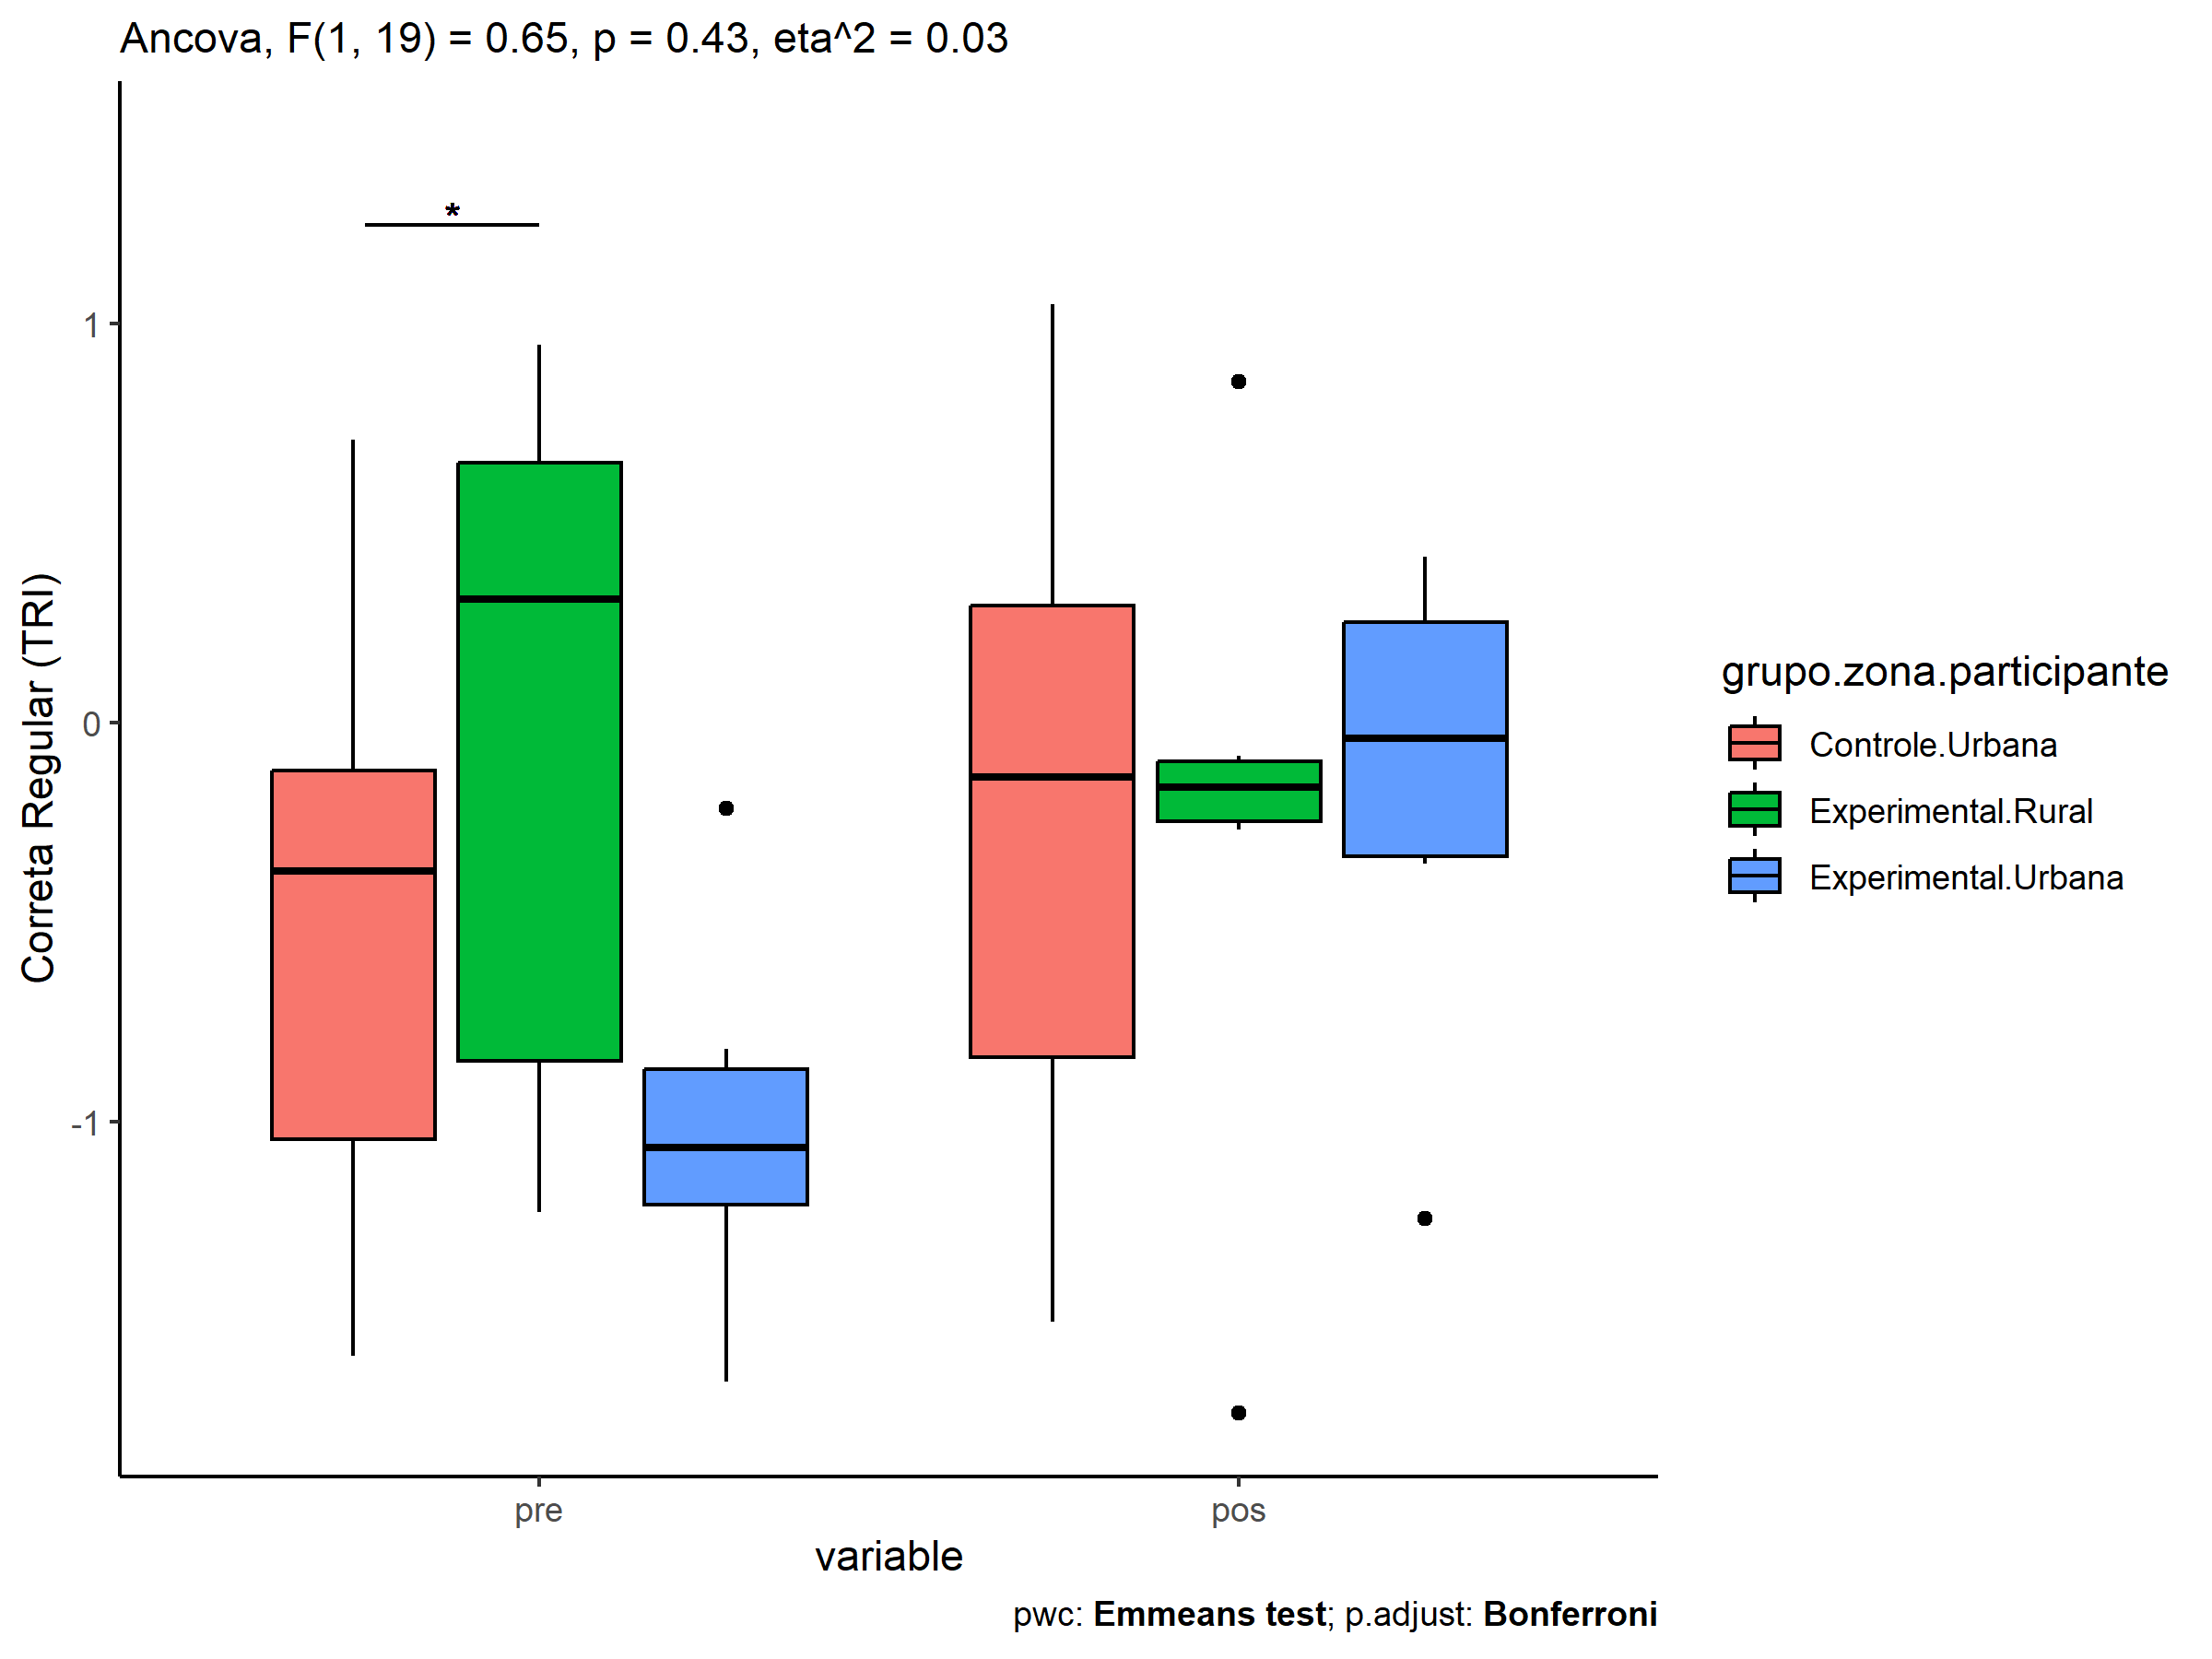 Ancova, F(1, 19) = 0.65, p = 0.43, eta^2 = 0.03
*
1
0
-1
Correta Regular (TRI)
pre
pos
variable
grupo.zona.participante
Controle.Urbana
Experimental.Rural
Experimental.Urbana
pwc: Emmeans test; p.adjust: Bonferroni